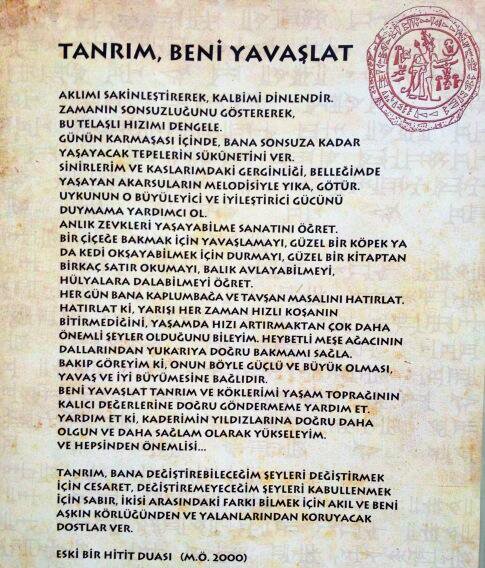 TANRIM, BENİ YAVAŞLAT
AKLIMI SAKİNLEŞTİREREK, KALBİMİ DİNLENDİR.
ZAMANIN SONSUZLUĞUNU GÖSTEREREK,
BU TELAŞLI HIZIMI DENGELE.
GÜNÜN KARMAŞASI İÇİNDE, BANA SONSUZA KADAR
YAŞAYACAK TEPELERİN SÜKÛNETİNİ VER.
SİNİRLERİM VE KASLARIMDAKİ GERGİNLİĞİ, BELLEĞİMDE
YAŞAYAN AKARSULARIN MELODİSİYLE YIKA, GÖTÜR.
UYKUNUN O BÜYÜLEYİCİ VE İYİLEŞTİRİCİ GÜCÜNÜ
DUYMAMA YARDIMCI OL.
ANLIK ZEVKLERİ YAŞAYABİLME SANATINI ÖĞRET.
BİR ÇİÇEĞE BAKMAK İÇİN YAVAŞLAMAYI, GÜZEL BİR KÖPEK YA
DA KEDİ OKŞAYABİLMEK İÇİN DURMAYI, GÜZEL BİR KİTAPTAN
BİRKAÇ SATIR OKUMAYI, BALIK AVLAYABİLMEYİ,
HÜLYALARA DALABİLMEYİ ÖĞRET.
HER GÜN BANA KAPLUMBAĞA VE TAVŞAN MASALINI HATIRLAT.
HATIRLAT Kİ, YARIŞI HER ZAMAN HIZLI KOŞANIN
BİTİRMEDİĞİNİ, YAŞAMDA HIZI ARTIRMAKTAN ÇOK DAHA
ÖNEMLİ ŞEYLER OLDUĞUNU BİLEYİM. HEYBETLİ MEŞE AĞACININ
DALLARINDAN YUKARIYA DOĞRU BAKMAMI SAĞLA.
BAKIP GÖREYİM Kİ, ONUN BÖYLE GÜÇLÜ VE BÜYÜK OLMASI,
YAVAŞ VE İYİ BÜYÜMESİNE BAĞLIDIR.
BENİ YAVAŞLAT TANRIM VE KÖKLERİMİ YAŞAM TOPRAĞININ
KALICI DEĞERLERİNE DOĞRU GÖNDERMEME YARDIM ET.
YARDIM ET Kİ, KADERİMİN YILDIZLARINA DOĞRU DAHA
OLGUN VE DAHA SAĞLAM OLARAK YÜKSELEYİM.
VE HEPSİNDEN ÖNEMLİSİ...
TANRIM, BANA DEĞİŞTİREBİLECEĞİM ŞEYLERİ DEĞİŞTİRMEK
İÇİN CESARET, DEĞİŞTİREMEYECEĞİM ŞEYLERİ KABULLENMEK
İÇİN SABIR, İKİSİ ARASINDAKİ FARKI BİLMEK İÇİN AKIL VE BENİ
AŞKIN KÖRLÜĞÜNDEN VE YALANLARINDAN KORUYACAK
DOSTLAR VER.
ESKİ BİR HİTİT DUASI (M.Ö. 2000)